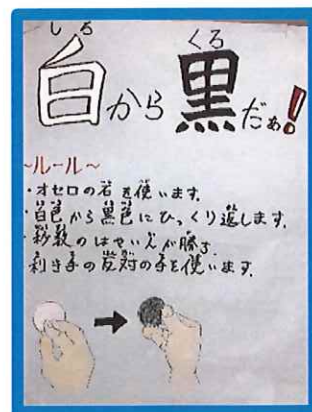 しろ くろ
白から黒だぁ!
~ルール~
・オセロの石を使います。
・白色から黒色にひっくり返します。
・秒数のはやい人が勝ち
利き手の反対の手を使います。